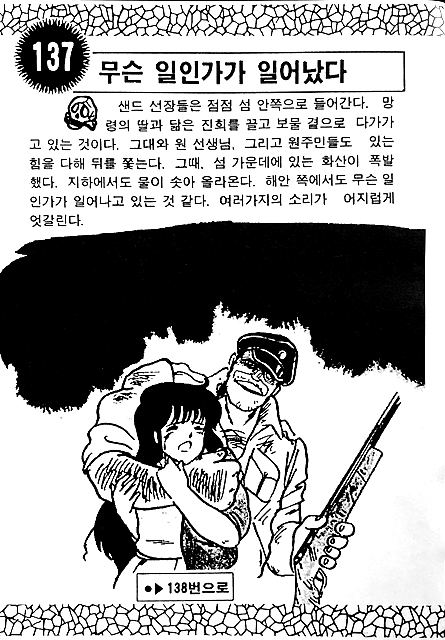 137
무슨 일인가가 일어났다
샌드 선장들은 점점 섬 안쪽으로 들어간다. 망
령의 딸과 닮은 진희를 끌고 보물 곁으로 다가가
고 있는 것이다. 그대와 원 선생님, 그리고 원주민들도 있는
힘을 다해 뒤를 쫓는다. 그때, 섬 가운데에 있는 화산이 폭발
했다. 지하에서도 물이 솟아 올라온다. 해안 쪽에서도 무슨 일
인가가 일어나고 있는 것 같다. 여러가지의 소리가 어지럽게
엇갈린다.
●▶138번으로